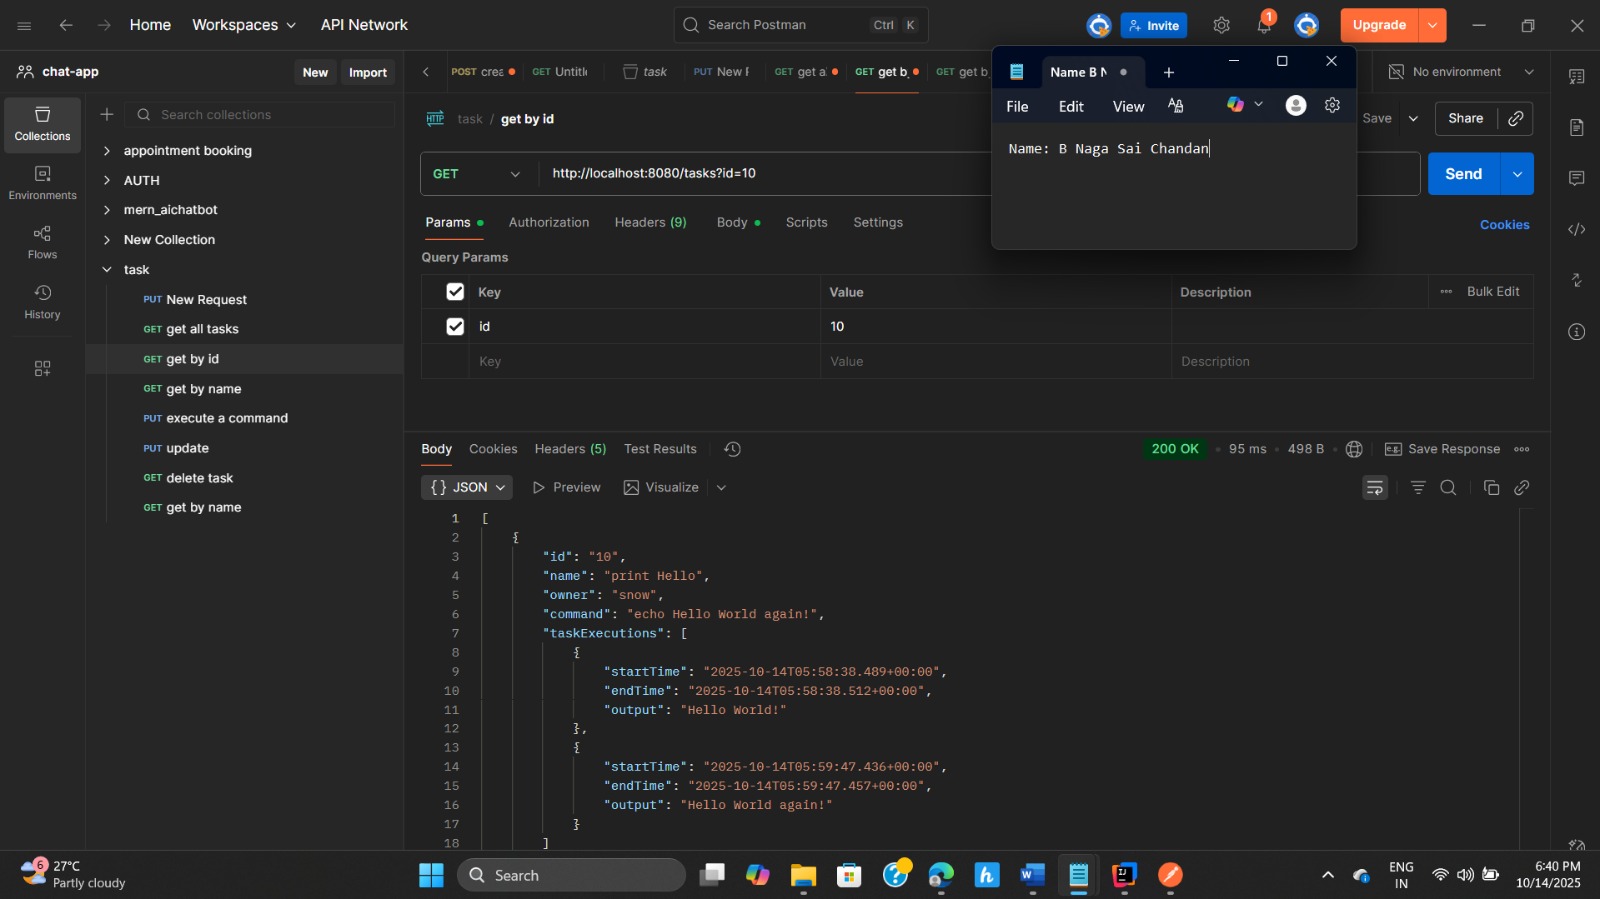 Home Workspaces API Network
Search Postman Ctrl K
Invite 1 Upgrade
chat-app New Import
POST crea GET Untitle task PUT New F GET get a GET get b GET get b
No environment
Collections
Environments
Flows
History
Search collections
appointment booking
AUTH
mern_aichatbot
New Collection
task
PUT New Request
GET get all tasks
GET get by id
GET get by name
PUT execute a command
PUT update
GET delete task
GET get by name
Name B N
File Edit View
Name: B Naga Sai Chandan
HTTP task / get by id
Save Share
GET http://localhost:8080/tasks?id=10
Send
Params Authorization Headers (9) Body Scripts Settings
Cookies
Query Params
Key Value Description Bulk Edit
id 10
Key Value Description
Body Cookies Headers (5) Test Results
200 OK 95 ms 498 B e.g. Save Response
{} JSON Preview Visualize
1 [
2 {
3 "id": "10",
4 "name": "print Hello",
5 "owner": "snow",
6 "command": "echo Hello World again!",
7 "taskExecutions": [
8 {
9 "startTime": "2025-10-14T05:58:38.489+00:00",
10 "endTime": "2025-10-14T05:58:38.512+00:00",
11 "output": "Hello World!"
12 },
13 {
14 "startTime": "2025-10-14T05:59:47.436+00:00",
15 "endTime": "2025-10-14T05:59:47.457+00:00",
16 "output": "Hello World again!"
17 }
18 ]
6
27°C
Partly cloudy
Search
ENG
IN
6:40 PM
10/14/2025